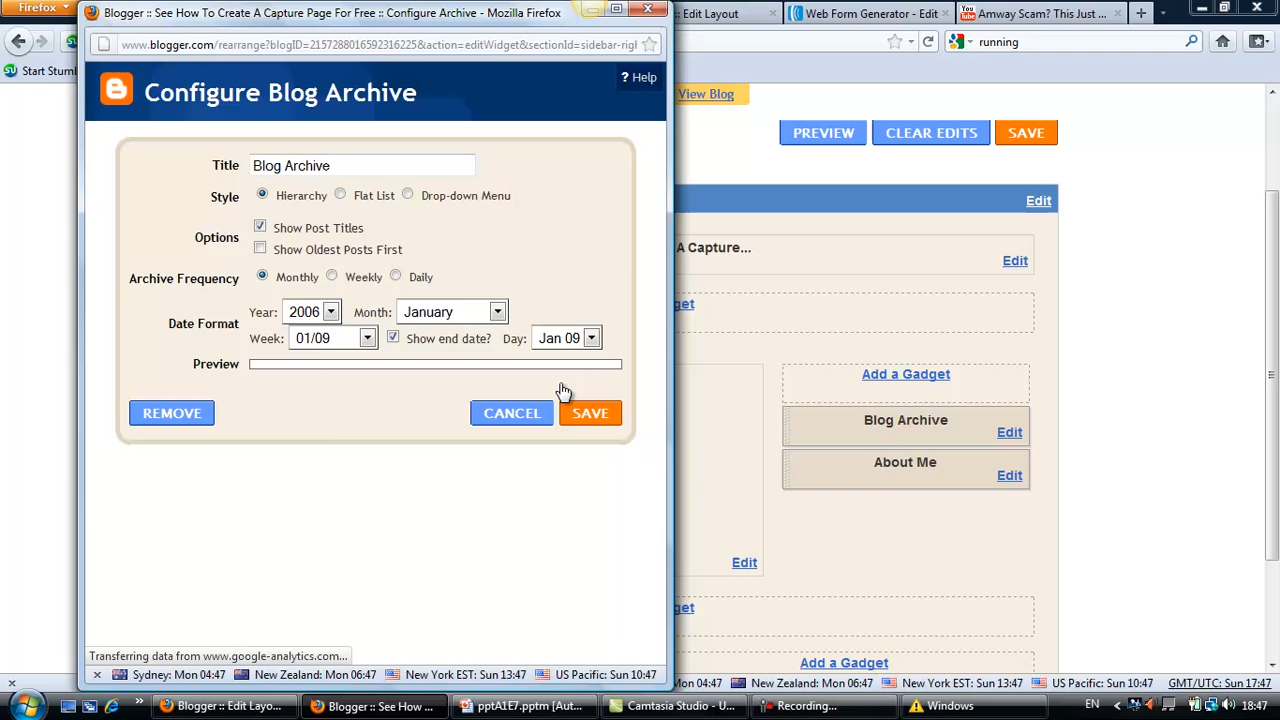 Firefox
Blogger :: See How To Create A Capture Page For Free :: Configure Archive - Mozilla Firefox
Edit Layout
Web Form Generator - Edit
You Tube
Amway Scam? This Just ...
www.blogger.com/rearrange?blogID=2157288016592316225&action=editWidget&sectionId=sidebar-righ
running
Start Stumb
Configure Blog Archive
? Help
View Blog
PREVIEW
CLEAR EDITS
SAVE
Title
Blog Archive
Style
Hierarchy
Flat List
Drop-down Menu
Edit
Options
Show Post Titles
Show Oldest Posts First
A Capture...
Edit
Archive Frequency
Monthly
Weekly
Daily
Date Format
Year: 2006
Month: January
Week: 01/09
Show end date?
Day: Jan 09
Preview
REMOVE
CANCEL
SAVE
get
Add a Gadget
Blog Archive
Edit
About Me
Edit
Edit
get
Add a Gadget
Transferring data from www.google-analytics.com...
Sydney: Mon 04:47
New Zealand: Mon 06:47
New York EST: Sun 13:47
US Pacific: Sun 10:47
Mon 04:47
New Zealand: Mon 06:47
New York EST: Sun 13:47
US Pacific: Sun 10:47
GMT/UTC: Sun 17:47
Blogger :: Edit Layo...
Blogger :: See How ...
pptA1E7.pptm [Aut...
Camtasia Studio - U...
Recording...
Windows
EN
18:47